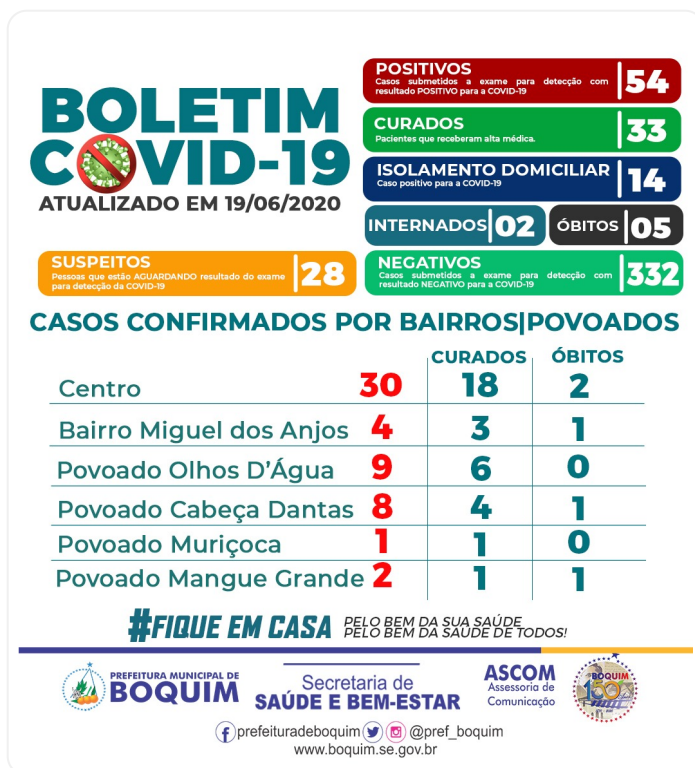 BOLETIM
COVID-19
ATUALIZADO EM 19/06/2020
POSITIVOS
Casos submetidos a exame para detecção com
resultado POSITIVO para a COVID-19
54
CURADOS
Pacientes que receberam alta médica.
33
ISOLAMENTO DOMICILIAR
Caso positivo para a COVID-19
14
INTERNADOS 02
ÓBITOS 05
SUSPEITOS
Pessoas que estão AGUARDANDO resultado do exame
para detecção da COVID-19
28
NEGATIVOS
Casos submetidos a exame para detecção com
resultado NEGATIVO para a COVID-19
332
CASOS CONFIRMADOS POR BAIRROS|POVOADOS
CURADOS ÓBITOS
Centro 30 18 2
Bairro Miguel dos Anjos 4 3 1
Povoado Olhos D'Água 9 6 0
Povoado Cabeça Dantas 8 4 1
Povoado Muriçoca 1 1 0
Povoado Mangue Grande 2 1 1
#FIQUE EM CASA
PELO BEM DA SUA SAÚDE
PELO BEM DA SAÚDE DE TODOS!
PREFEITURA MUNICIPAL DE
BOQUIM
Secretaria de
SAÚDE E BEM-ESTAR
ASCOM
Assessoria de
Comunicação
BOQUIM
150
prefeituradeboquim @pref_boquim
www.boquim.se.gov.br